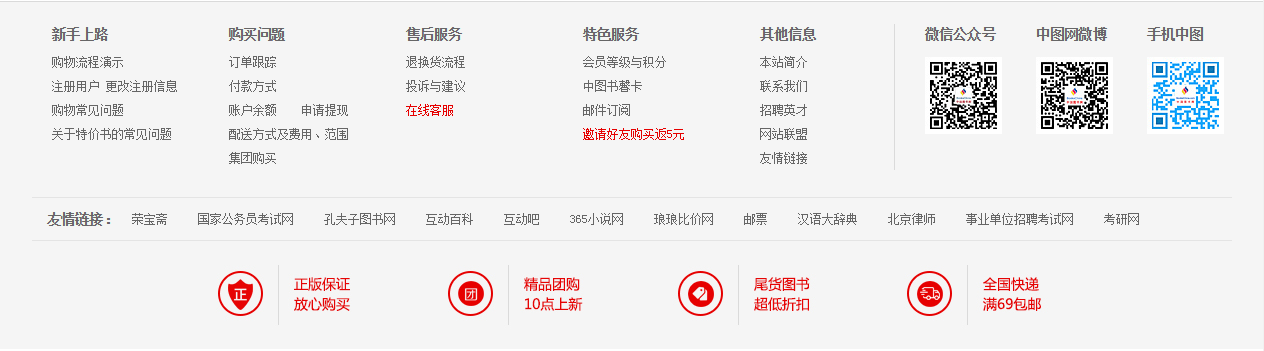 新手上路
购物流程演示
注册用户 更改注册信息
购物常见问题
关于特价书的常见问题
购买问题
订单跟踪
付款方式
账户余额 申请提现
配送方式及费用、范围
集团购买
售后服务
退换货流程
投诉与建议
在线客服
特色服务
会员等级与积分
中图书馨卡
邮件订阅
邀请好友购买返5元
其他信息
本站简介
联系我们
招聘英才
网站联盟
友情链接
微信公众号
中图网微博
手机中图
友情链接： 荣宝斋 国家公务员考试网 孔夫子图书网 互动百科 互动吧 365小说网 琅琅比价网 邮票 汉语大辞典 北京律师 事业单位招聘考试网 考研网
正
正版保证
放心购买
团
精品团购
10点上新
尾货图书
超低折扣
全国快递
满69包邮